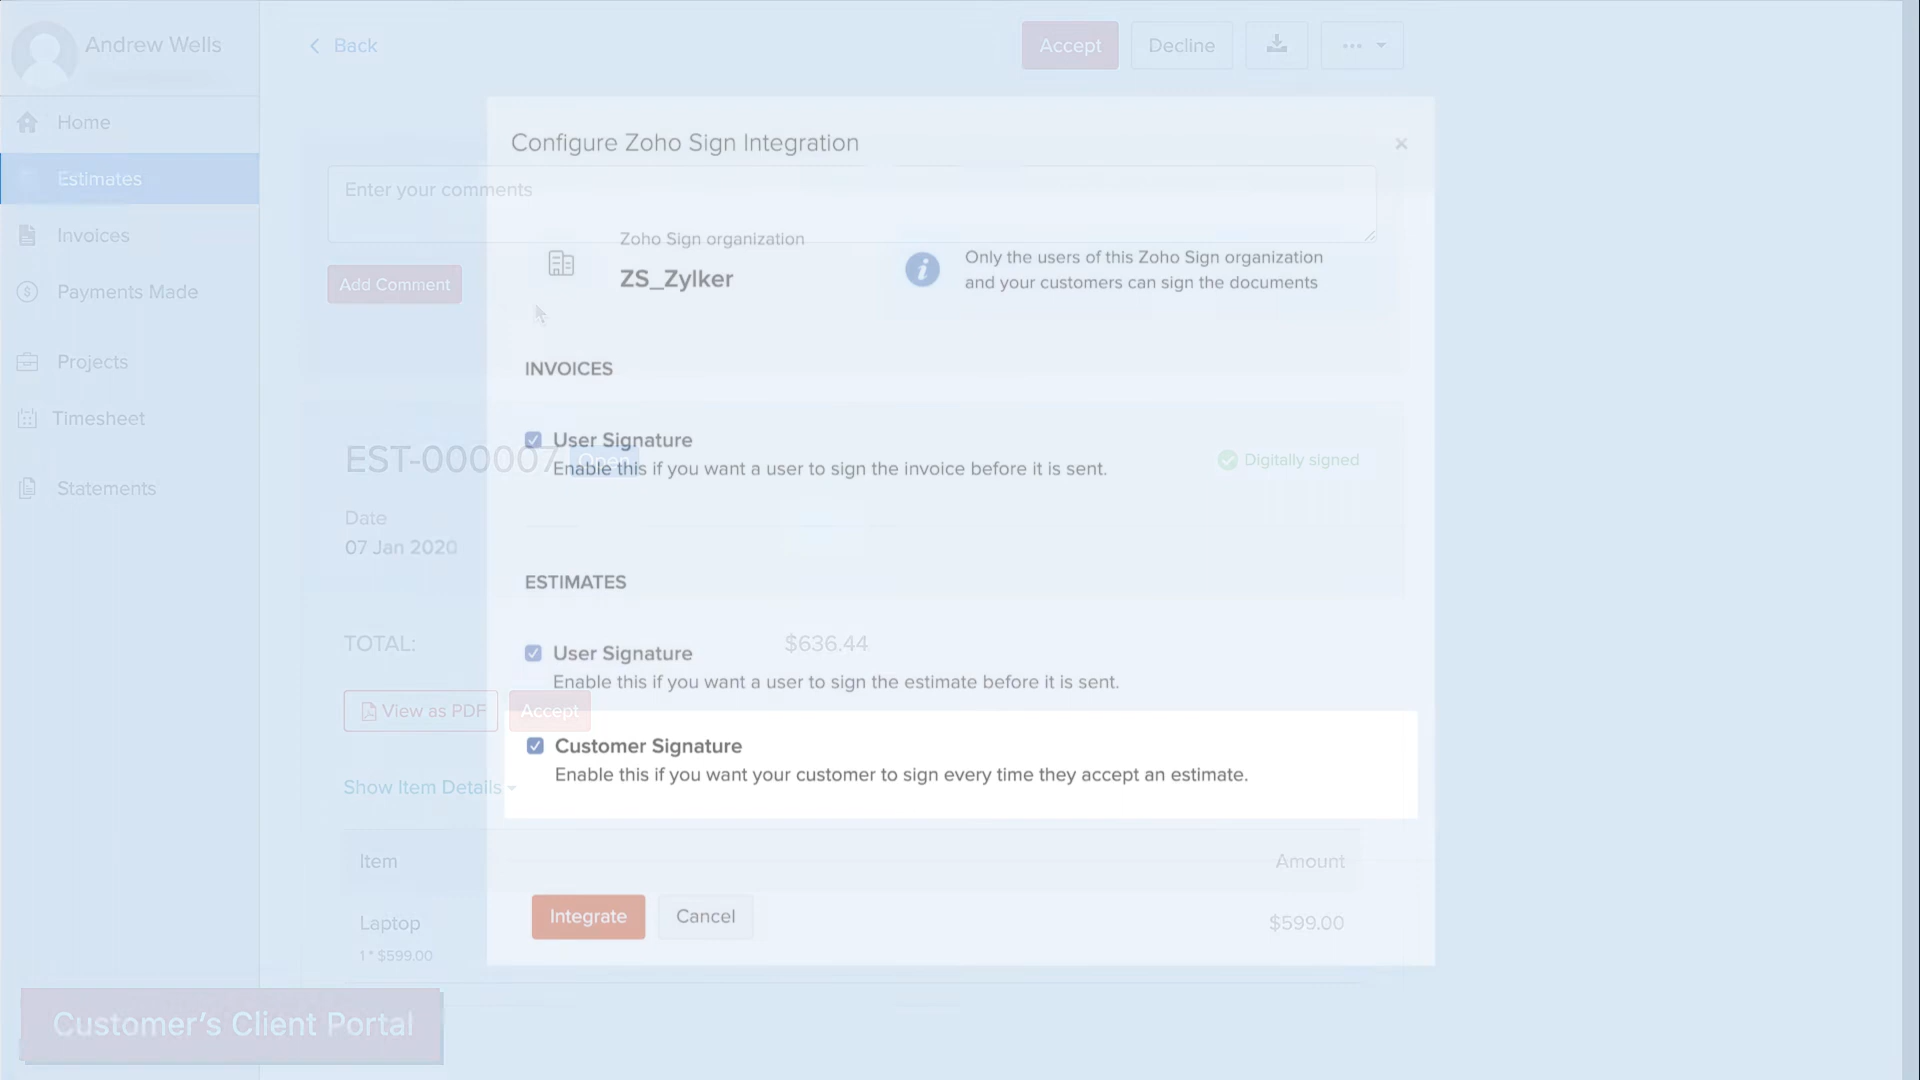 Andrew Wells
Home
Estimates
Invoices
Payments Made
Projects
Timesheet
Statements
Back
Accept
Decline
Configure Zoho Sign Integration
Enter your comments
Add Comment
Zoho Sign organization
ZS_Zylker
Only the users of this Zoho Sign organization
and your customers can sign the documents
INVOICES
User Signature
Enable this if you want a user to sign the invoice before it is sent.
EST-000007
Open
Digitally signed
Date
07 Jan 2020
ESTIMATES
TOTAL:
$636.44
User Signature
Enable this if you want a user to sign the estimate before it is sent.
View as PDF
Accept
Customer Signature
Enable this if you want your customer to sign every time they accept an estimate.
Show Item Details
Item
Amount
Integrate
Cancel
Laptop
$599.00
1 * $599.00
Customer's Client Portal